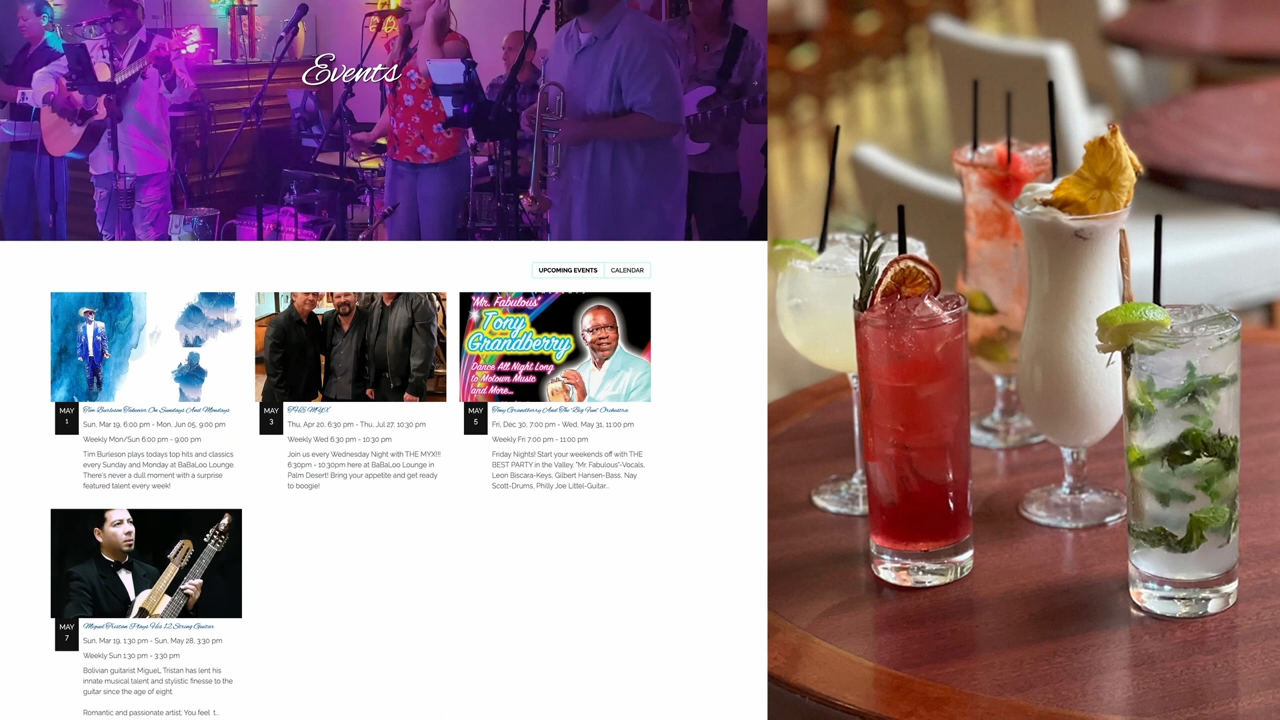 Events
UPCOMING EVENTS
CALENDAR
"Mr. Fabulous"
Tony
Grandberry
Dance All Night Long
to Motown Music
and More...
MAY
1
Tim Burleson Takeover On Sundays And Mondays
Sun, Mar 19, 6:00 pm - Mon, Jun 05, 9:00 pm
Weekly Mon/Sun 6:00 pm - 9:00 pm
Tim Burleson plays todays top hits and classics
every Sunday and Monday at BaBaLoo Lounge.
There's never a dull moment with a surprise
featured talent every week!
MAY
3
THE MYX
Thu, Apr 20, 6:30 pm - Thu, Jul 27, 10:30 pm
Weekly Wed 6:30 pm - 10:30 pm
Join us every Wednesday Night with THE MYX!!!
6:30pm - 10:30pm here at BaBaLoo Lounge in
Palm Desert! Bring your appetite and get ready
to boogie!
MAY
5
Tony Grandberry And The "Big Fun" Orchestra
Fri, Dec 30, 7:00 pm - Wed, May 31, 11:00 pm
Weekly Fri 7:00 pm - 11:00 pm
Friday Nights! Start your weekends off with THE
BEST PARTY in the Valley. "Mr. Fabulous"-Vocals,
Leon Biscara-Keys, Gilbert Hansen-Bass, Nay
Scott-Drums, Philly Joe Littel-Guitar...
MAY
7
Miguel Tristan Plays His 12 String Guitar
Sun, Mar 19, 1:30 pm - Sun, May 28, 3:30 pm
Weekly Sun 1:30 pm - 3:30 pm
Bolivian guitarist MigueL, Tristan has lent his
innate musical talent and stylistic finesse to the
guitar since the age of eight.
Romantic and passionate artist; You feel t...